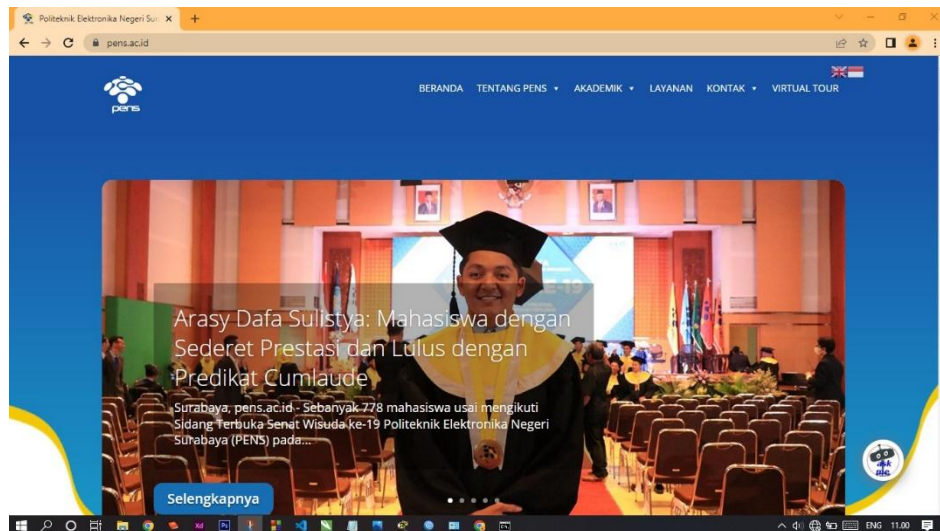 Politeknik Elektronika Negeri Sur
pens.ac.id
pens
BERANDA TENTANG PENS AKADEMIK LAYANAN KONTAK VIRTUAL TOUR
Arasy Dafa Sulistya: Mahasiswa dengan
Sederet Prestasi dan Lulus dengan
Predikat Cumlaude
Surabaya, pens.ac.id - Sebanyak 778 mahasiswa usai mengikuti
Sidang Terbuka Senat Wisuda ke-19 Politeknik Elektronika Negeri
Surabaya (PENS) pada...
Selengkapnya
ask
ENG 11.00